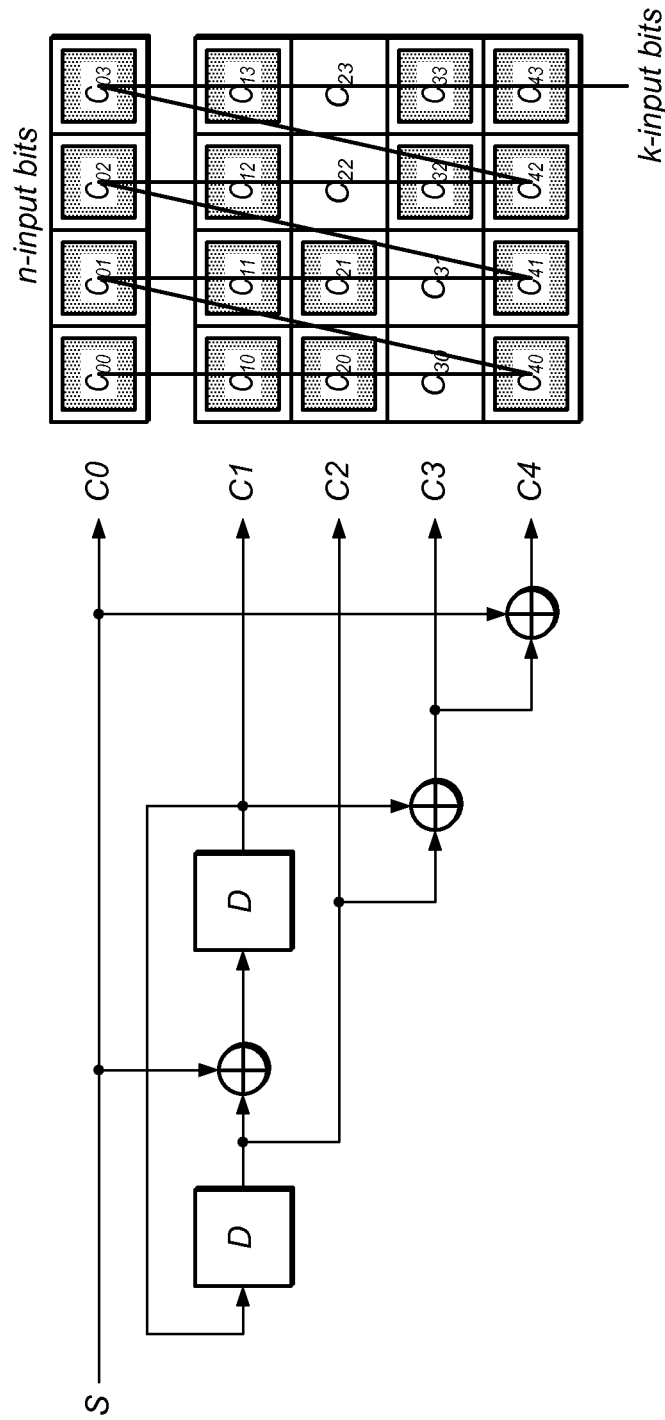 n-input bits
S
D
D
C0
C1
C2
C3
C4
C00 C01 C02 C03
C10 C11 C12 C13
C20 C21 C22 C23
C30 C31 C32 C33
C40 C41 C42 C43
k-input bits